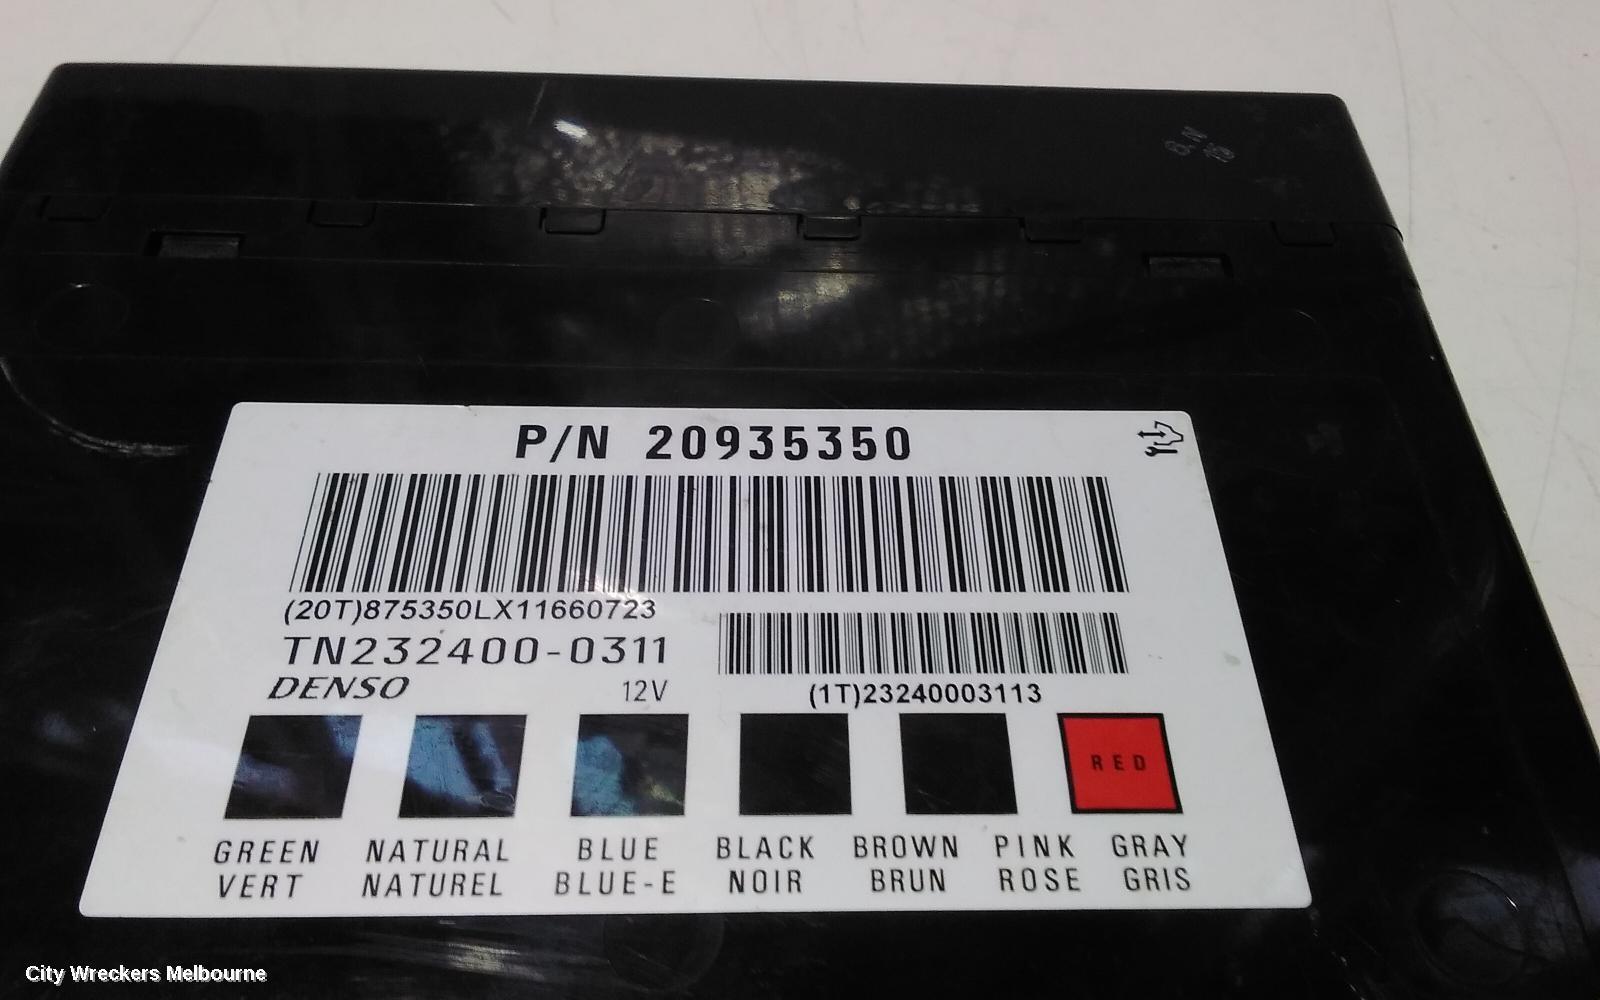 P/N 20935350
(20T)875350LX11660723
TN232400-0311
DENSO 12V
(1T)23240003113
RED
GREEN NATURAL BLUE BLACK BROWN PINK GRAY
VERT NATUREL BLUE-E NOIR BRUN ROSE GRIS
City Wreckers Melbourne